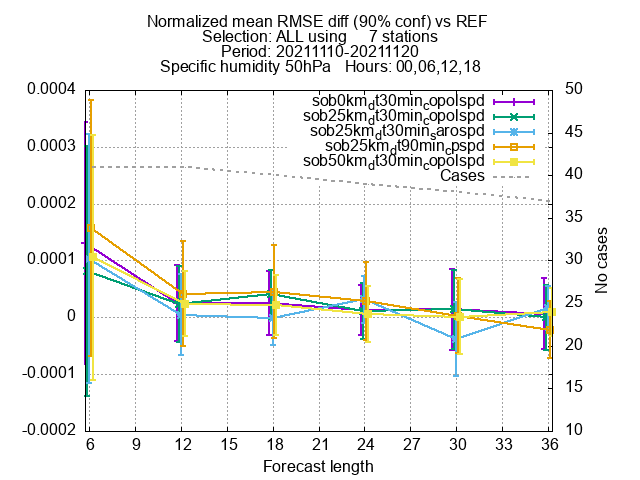 Normalized mean RMSE diff (90% conf) vs REF
Selection: ALL using 7 stations
Period: 20211110-20211120
Specific humidity 50hPa Hours: 00,06,12,18
sob0km_dt30min_copolspd
sob25km_dt30min_copolspd
sob25km_dt30min_sarospd
sob25km_dt90min_cpspd
sob50km_dt30min_copolspd
Cases
0.0004
0.0003
0.0002
0.0001
0
-0.0001
-0.0002
50
45
40
35
30
25
20
15
10
No cases
6 9 12 15 18 21 24 27 30 33 36
Forecast length